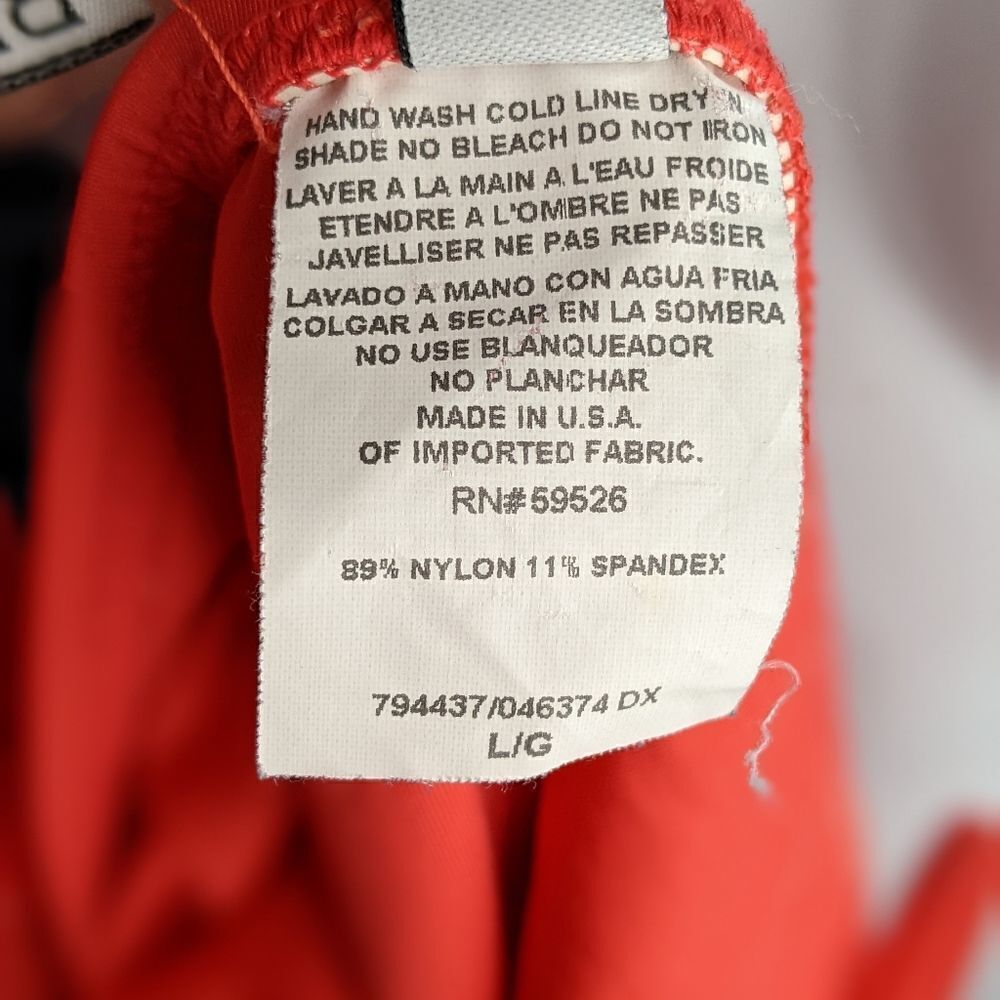 HAND WASH COLD LINE DRY IN
SHADE NO BLEACH DO NOT IRON
LAVER A LA MAIN A L'EAU FROIDE
ETENDRE A L'OMBRE NE PAS
JAVELLISER NE PAS REPASSER
LAVADO A MANO CON AGUA FRIA
COLGAR A SECAR EN LA SOMBRA
NO USE BLANQUEADOR
NO PLANCHAR
MADE IN U.S.A.
OF IMPORTED FABRIC.
RN#59526
89% NYLON 11% SPANDEX
794437/046374 DX
L/G